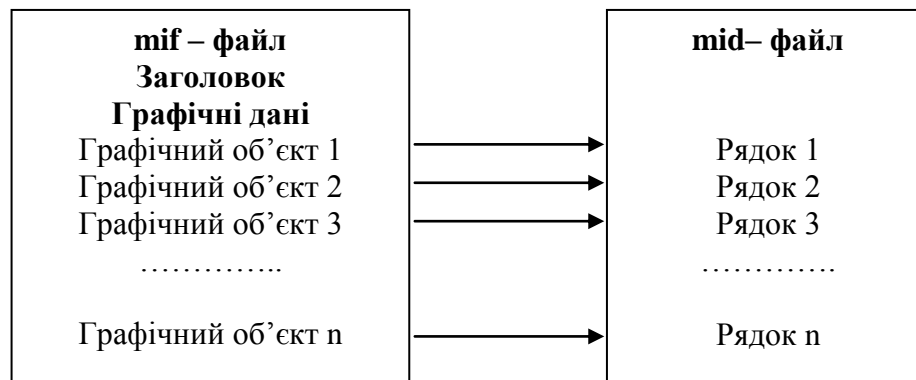 mif – файл
Заголовок
Графічні дані
Графічний об’єкт 1
Графічний об’єкт 2
Графічний об’єкт 3
…………..
Графічний об’єкт n
mid– файл
Рядок 1
Рядок 2
Рядок 3
………….
Рядок n